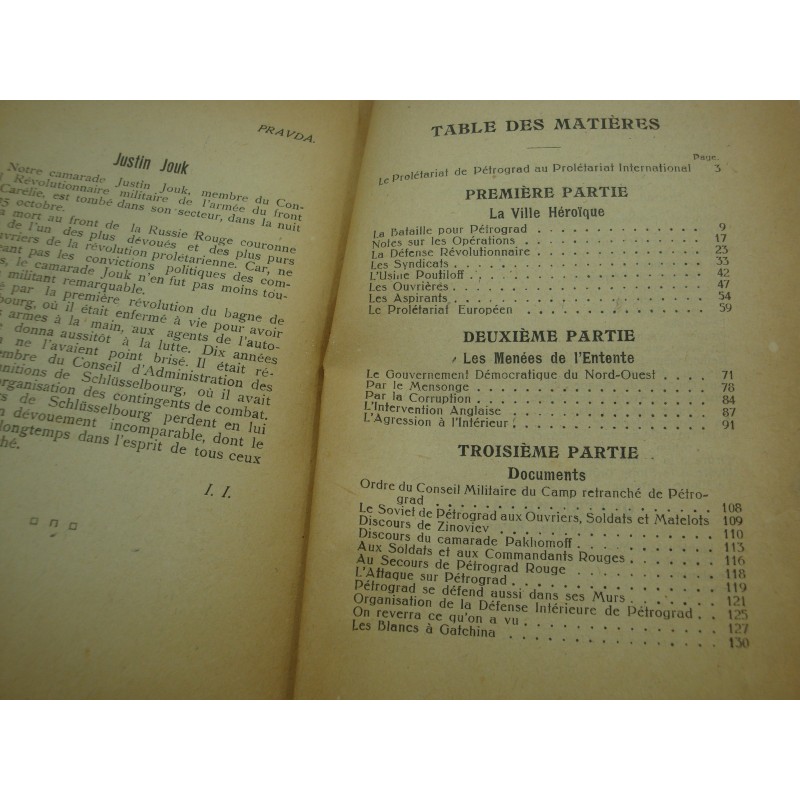 PRAVDA.
Justin Jouk
Notre camarade Justin Jouk, membre du Con-
Révolutionnaire militaire de l'armée du front
Carélie, est tombé dans son secteur, dans la nuit
5 octobre.
mort au front de la Russie Rouge couronne
de l'un des plus dévoués et des plus purs
uvriers de la révolution prolétarienne. Car, ne
eant pas les convictions politiques des com-
s, le camarade Jouk n'en fut pas moins tou-
militant remarquable.
par la première révolution du bagne de
bourg, où il était enfermé à vie pour avoir
armes à la main, aux agents de l'auto-
donna aussitôt à la lutte. Dix années
ne l'avaient point brisé. Il était ré-
embre du Conseil d'Administration des
unitions de Schlüsselbourg, où il avait
organisation des contingents de combat.
rs de Schlüsselbourg perdent en lui
n dévouement incomparable, dont le
longtemps dans l'esprit de tous ceux
ché.
I. I.
TABLE DES MATIÈRES
Page.
Le Prolétariat de Pétrograd au Prolétariat International 3
PREMIÈRE PARTIE
La Ville Héroïque
La Bataille pour Pétrograd . . . . . . . . . . . 9
Notes sur les Opérations . . . . . . . . . . . 17
La Défense Révolutionnaire . . . . . . . . . . 23
Les Syndicats . . . . . . . . . . . . . . . 33
L'Usine Poutiloff . . . . . . . . . . . . . . 42
Les Ouvrières . . . . . . . . . . . . . . . 47
Les Aspirants . . . . . . . . . . . . . . . 54
Le Prolétariat Européen . . . . . . . . . . . 59
DEUXIÈME PARTIE
Les Menées de l'Entente
Le Gouvernement Démocratique du Nord-Ouest . . . . 71
Par le Mensonge . . . . . . . . . . . . . . 78
Par la Corruption . . . . . . . . . . . . . . 84
L'Intervention Anglaise . . . . . . . . . . . . 87
L'Agression à l'Intérieur . . . . . . . . . . . . 91
TROISIÈME PARTIE
Documents
Ordre du Conseil Militaire du Camp retranché de Pétro-
grad . . . . . . . . . . . . . . . . . 108
Le Soviet de Pétrograd aux Ouvriers, Soldats et Matelots 109
Discours de Zinoviev . . . . . . . . . . . . . 110
Discours du camarade Pakhomoff . . . . . . . . . 113
Aux Soldats et aux Commandants Rouges . . . . . . 116
Au Secours de Pétrograd Rouge . . . . . . . . . 118
L'Attaque sur Pétrograd . . . . . . . . . . . . 119
Pétrograd se défend aussi dans ses Murs . . . . . . 121
Organisation de la Défense Intérieure de Pétrograd . . 125
On reverra ce qu'on a vu . . . . . . . . . . . 127
Les Blancs à Gatchina . . . . . . . . . . . . 130